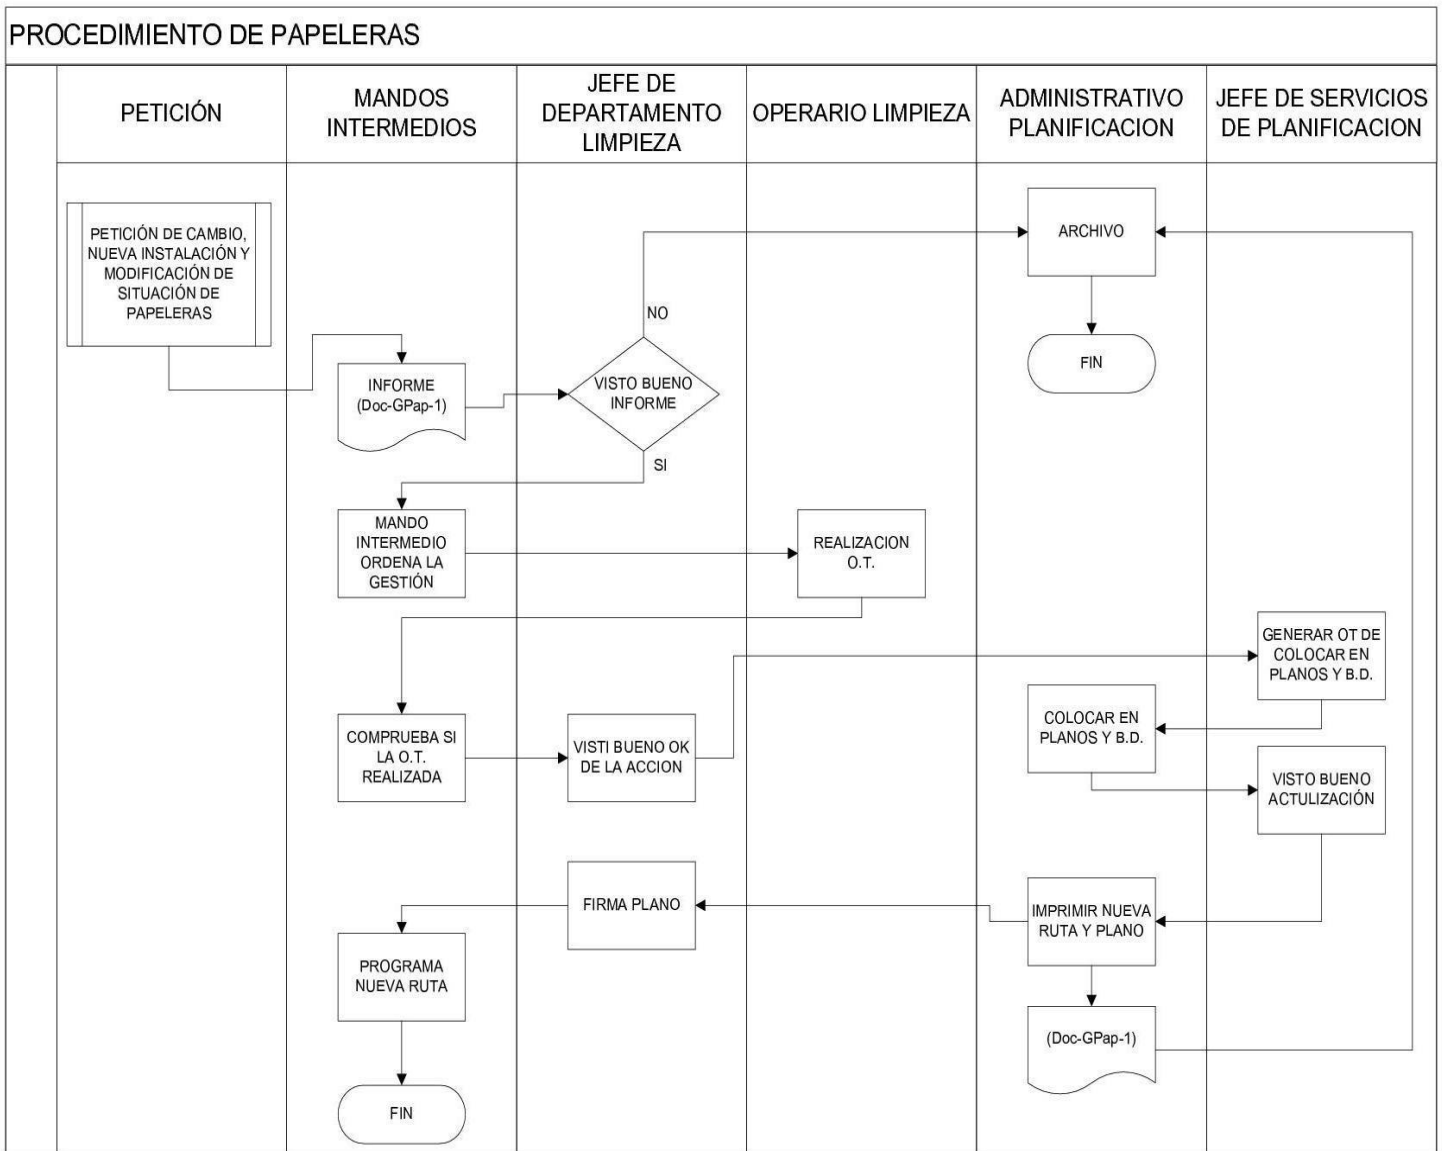 PROCEDIMIENTO DE PAPELERAS
PETICIÓN
MANDOS
INTERMEDIOS
JEFE DE
DEPARTAMENTO
LIMPIEZA
OPERARIO LIMPIEZA
ADMINISTRATIVO
PLANIFICACION
JEFE DE SERVICIOS
DE PLANIFICACION
PETICIÓN DE CAMBIO,
NUEVA INSTALACIÓN Y
MODIFICACIÓN DE
SITUACIÓN DE
PAPELERAS
ARCHIVO
NO
FIN
INFORME
(Doc-GPap-1)
VISTO BUENO
INFORME
SI
MANDO
INTERMEDIO
ORDENA LA
GESTIÓN
REALIZACION
O.T.
GENERAR OT DE
COLOCAR EN
PLANOS Y B.D.
COMPRUEBA SI
LA O.T.
REALIZADA
VISTI BUENO OK
DE LA ACCION
COLOCAR EN
PLANOS Y B.D.
VISTO BUENO
ACTULIZACIÓN
FIRMA PLANO
IMPRIMIR NUEVA
RUTA Y PLANO
PROGRAMA
NUEVA RUTA
(Doc-GPap-1)
FIN